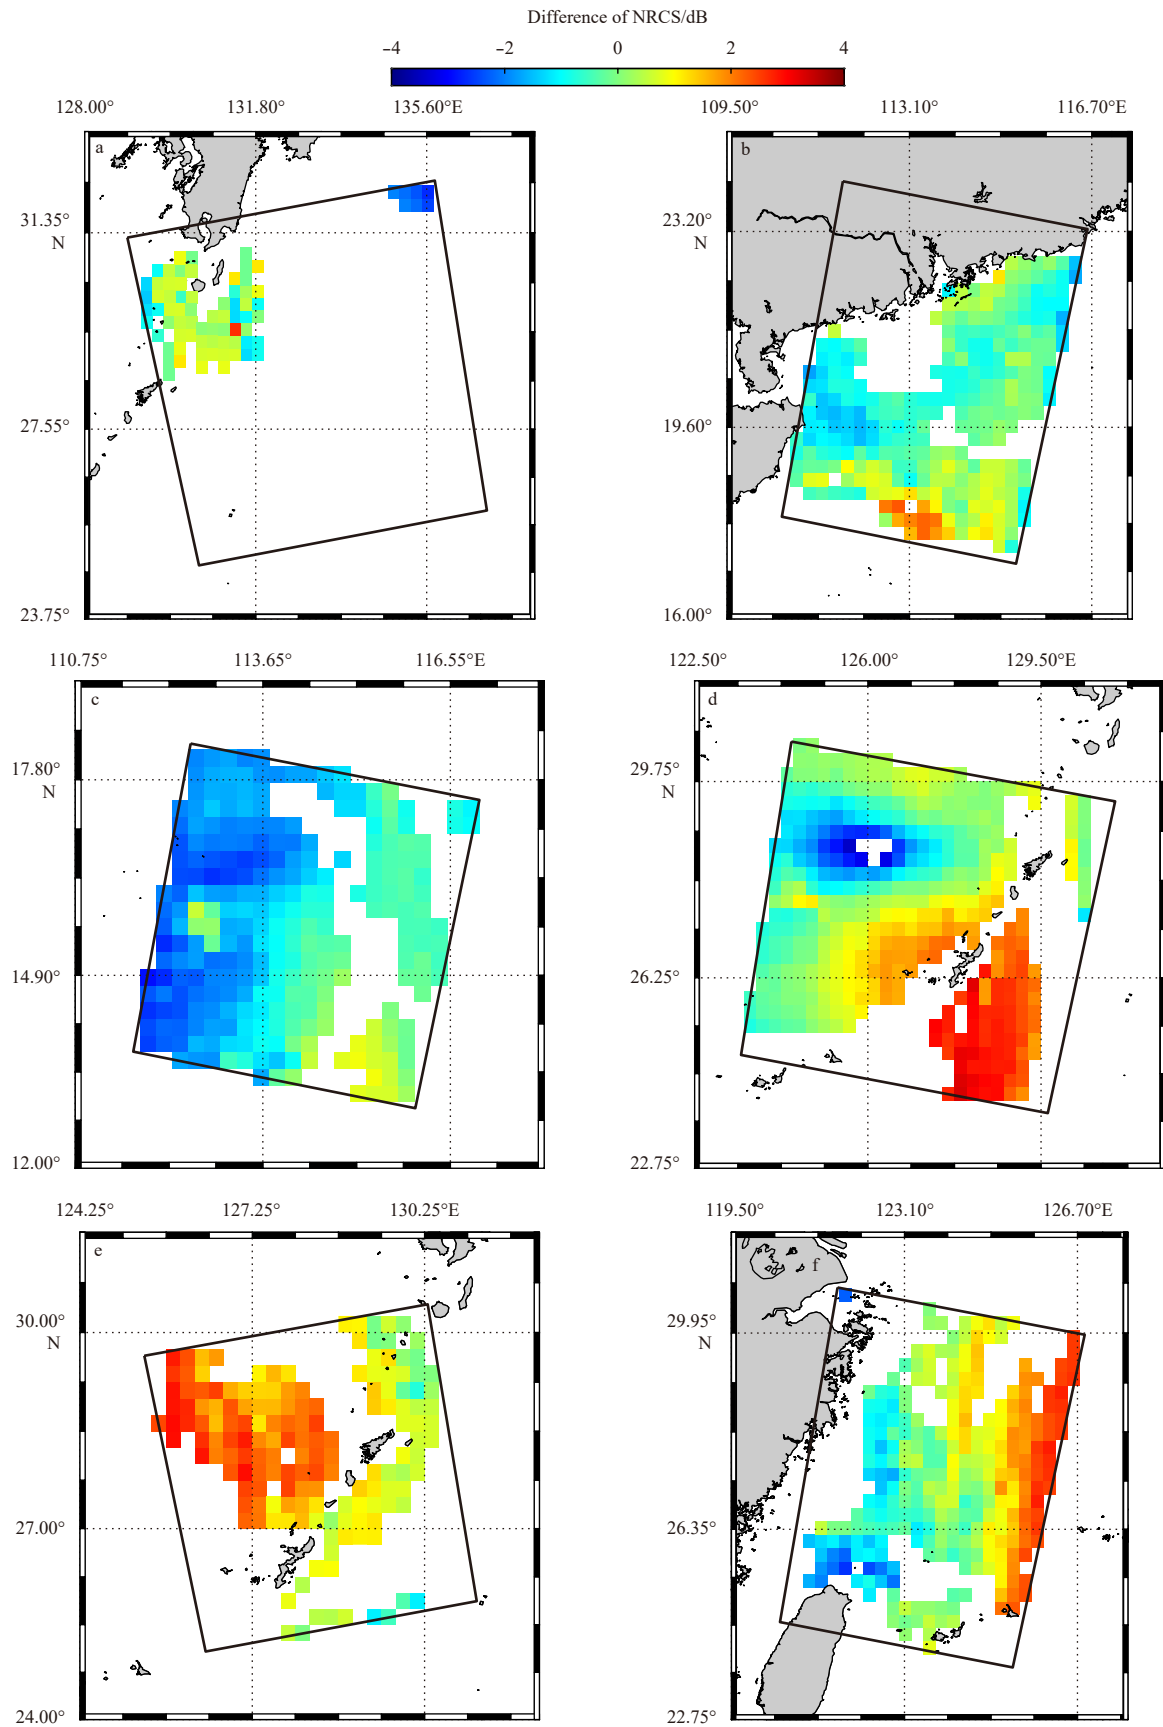 Difference of NRCS/dB
−4 −2 0 2 4
128.00° 131.80° 135.60°E 109.50° 113.10° 116.70°E
a b
31.35° 23.20°
N N
27.55° 19.60°
23.75° 16.00°
110.75° 113.65° 116.55°E 122.50° 126.00° 129.50°E
c d
17.80° 29.75°
N N
14.90° 26.25°
12.00° 22.75°
124.25° 127.25° 130.25°E 119.50° 123.10° 126.70°E
e f
30.00° 29.95°
N N
27.00° 26.35°
24.00° 22.75°